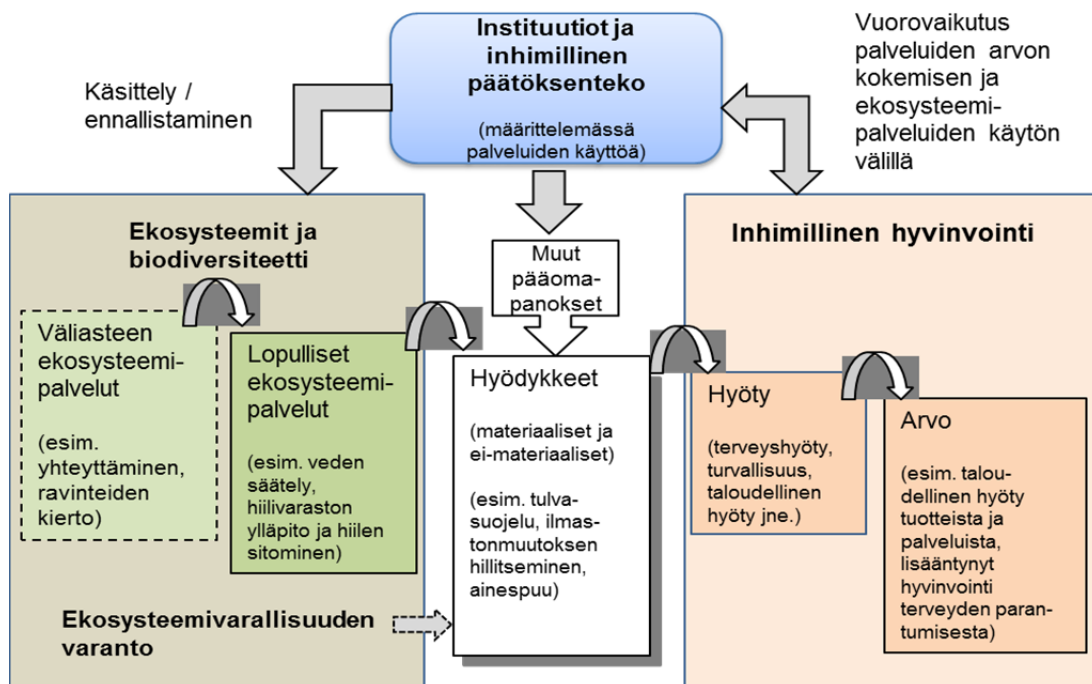 Instituutiot ja
inhimillinen
päätöksenteko
(määrittelemässä
palveluiden käyttöä)
Käsittely /
ennallistaminen
Vuorovaikutus
palveluiden arvon
kokemisen ja
ekosysteemi-
palveluiden käytön
välillä
Ekosysteemit ja
biodiversiteetti
Väliasteen
ekosysteemi-
palvelut
(esim.
yhteyttäminen,
ravinteiden
kierto)
Lopulliset
ekosysteemi-
palvelut
(esim. veden
säätely,
hiilivaraston
ylläpito ja hiilen
sitominen)
Ekosysteemivarallisuuden
varanto
Muut
pääoma-
panokset
Hyödykkeet
(materiaaliset ja
ei-materiaaliset)
(esim. tulva-
suojelu, ilmas-
tonmuutoksen
hillitseminen,
ainespuu)
Inhimillinen hyvinvointi
Hyöty
(terveyshyöty,
turvallisuus,
taloudellinen
hyöty jne.)
Arvo
(esim. talou-
dellinen hyöty
tuotteista ja
palveluista,
lisääntynyt
hyvinvointi
terveyden paran-
tumisesta)